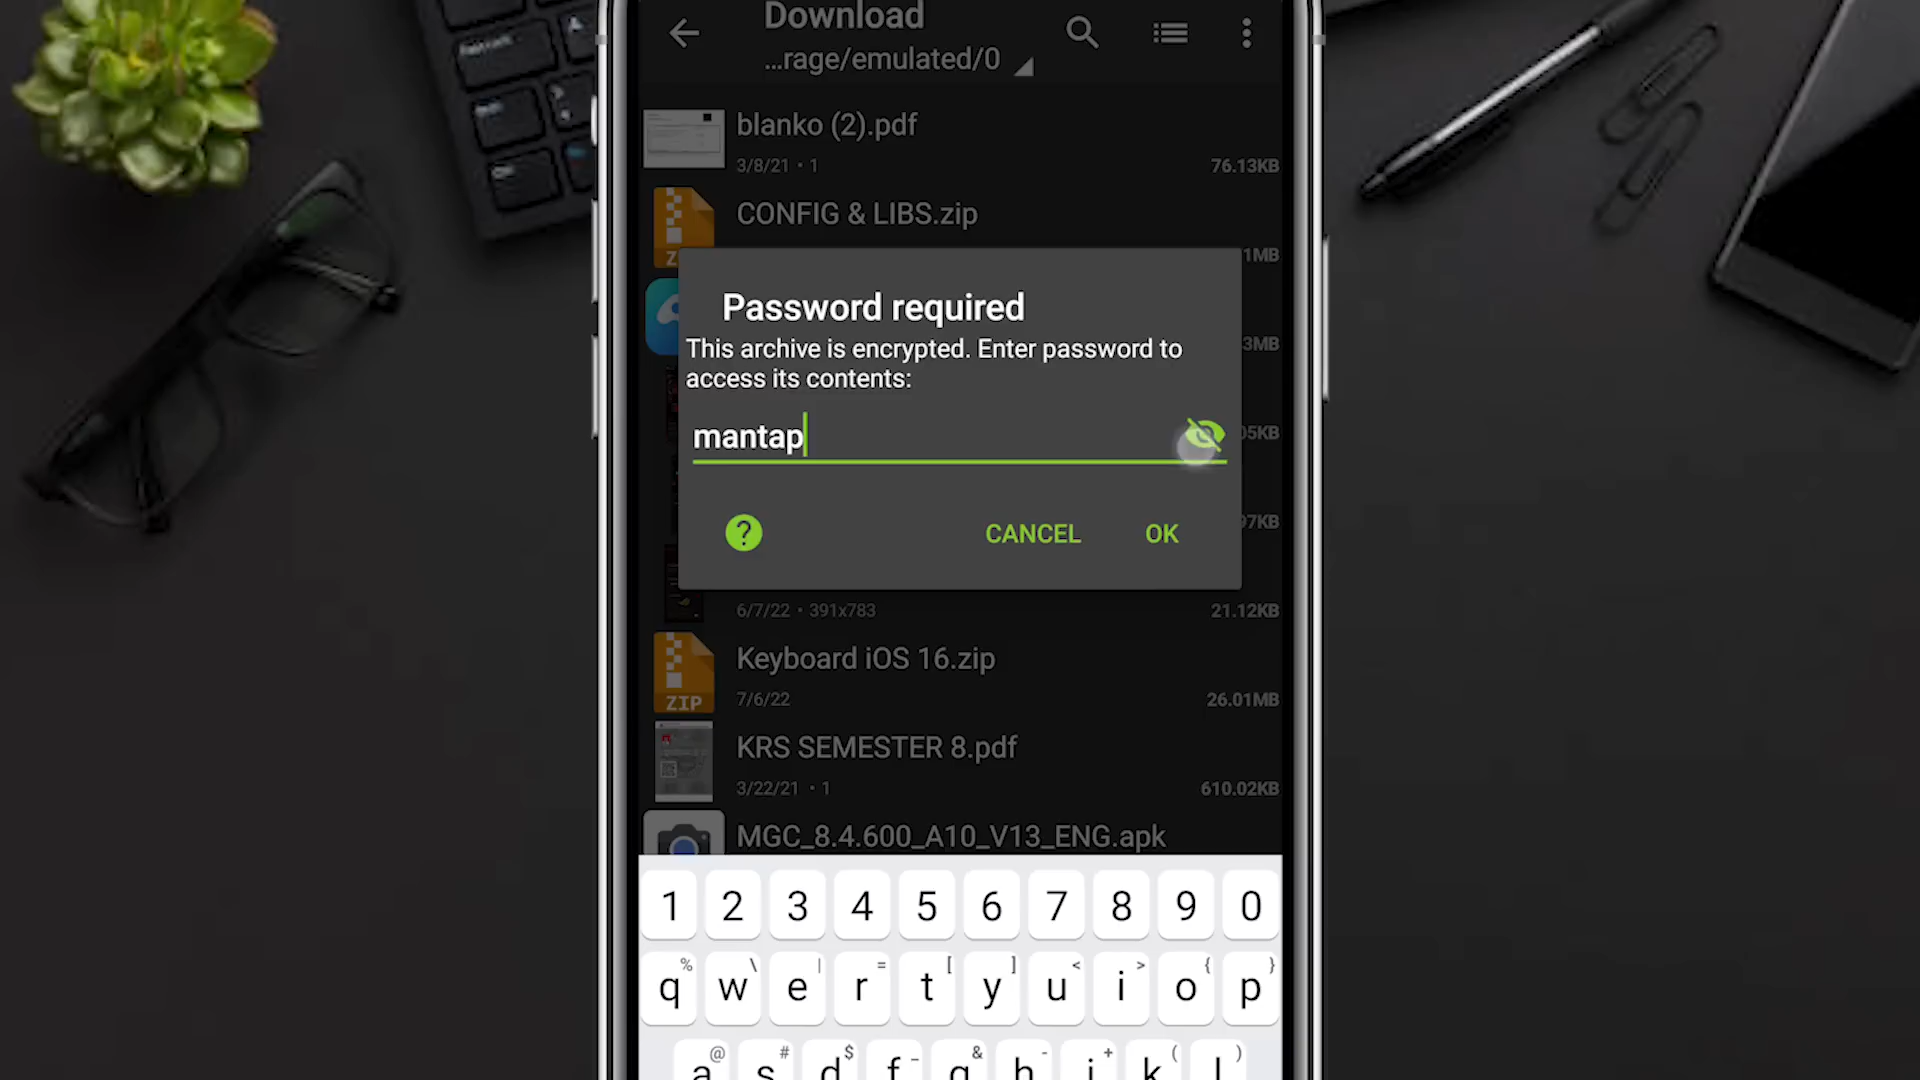 Download
...rage/emulated/0
blanko (2).pdf
3/8/21 • 1
76.13KB
CONFIG & LIBS.zip
1MB
Password required
This archive is encrypted. Enter password to
access its contents:
3MB
mantap
05KB
?
CANCEL
OK
97KB
6/7/22 • 391x783
21.12KB
Keyboard iOS 16.zip
ZIP
7/6/22
26.01MB
KRS SEMESTER 8.pdf
3/22/21 • 1
610.02KB
MGC_8.4.600_A10_V13_ENG.apk
1 2 3 4 5 6 7 8 9 0
% \ | = [ ] < > { }
q w e r t y u i o p
@ # $ _ & - + ( )
a s d f g h j k l